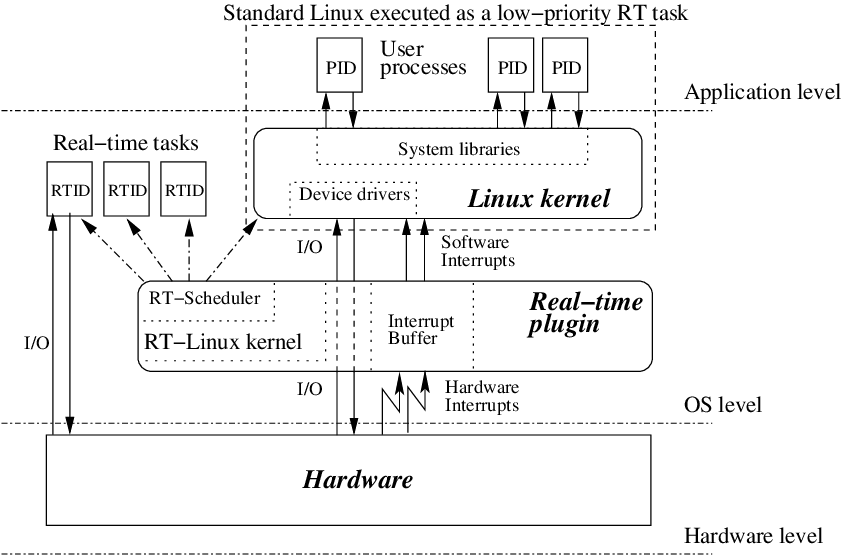 Standard Linux executed as a low−priority RT task
PID
User
processes
PID
PID
Application level
Real−time tasks
System libraries
RTID
RTID
RTID
Device drivers
Linux kernel
I/O
Software
Interrupts
RT−Scheduler
Real−time
plugin
RT−Linux kernel
Interrupt
Buffer
I/O
I/O
Hardware
Interrupts
OS level
Hardware
Hardware level